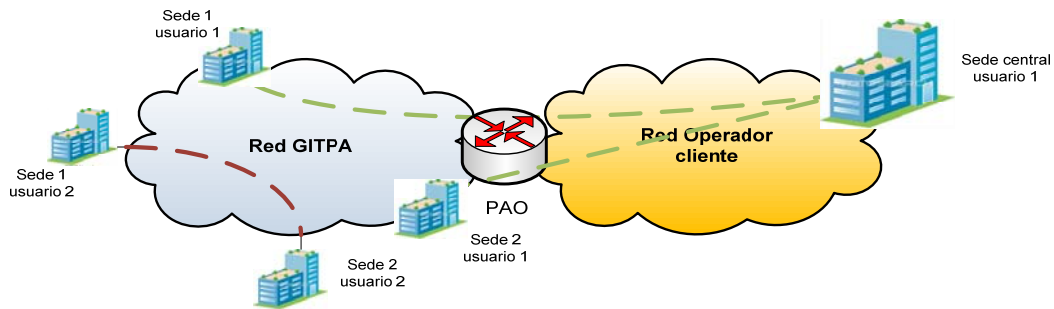 Sede 1
usuario 1
Sede central
usuario 1
Red GITPA
Red Operador
cliente
Sede 1
usuario 2
PAO
Sede 2
usuario 1
Sede 2
usuario 2